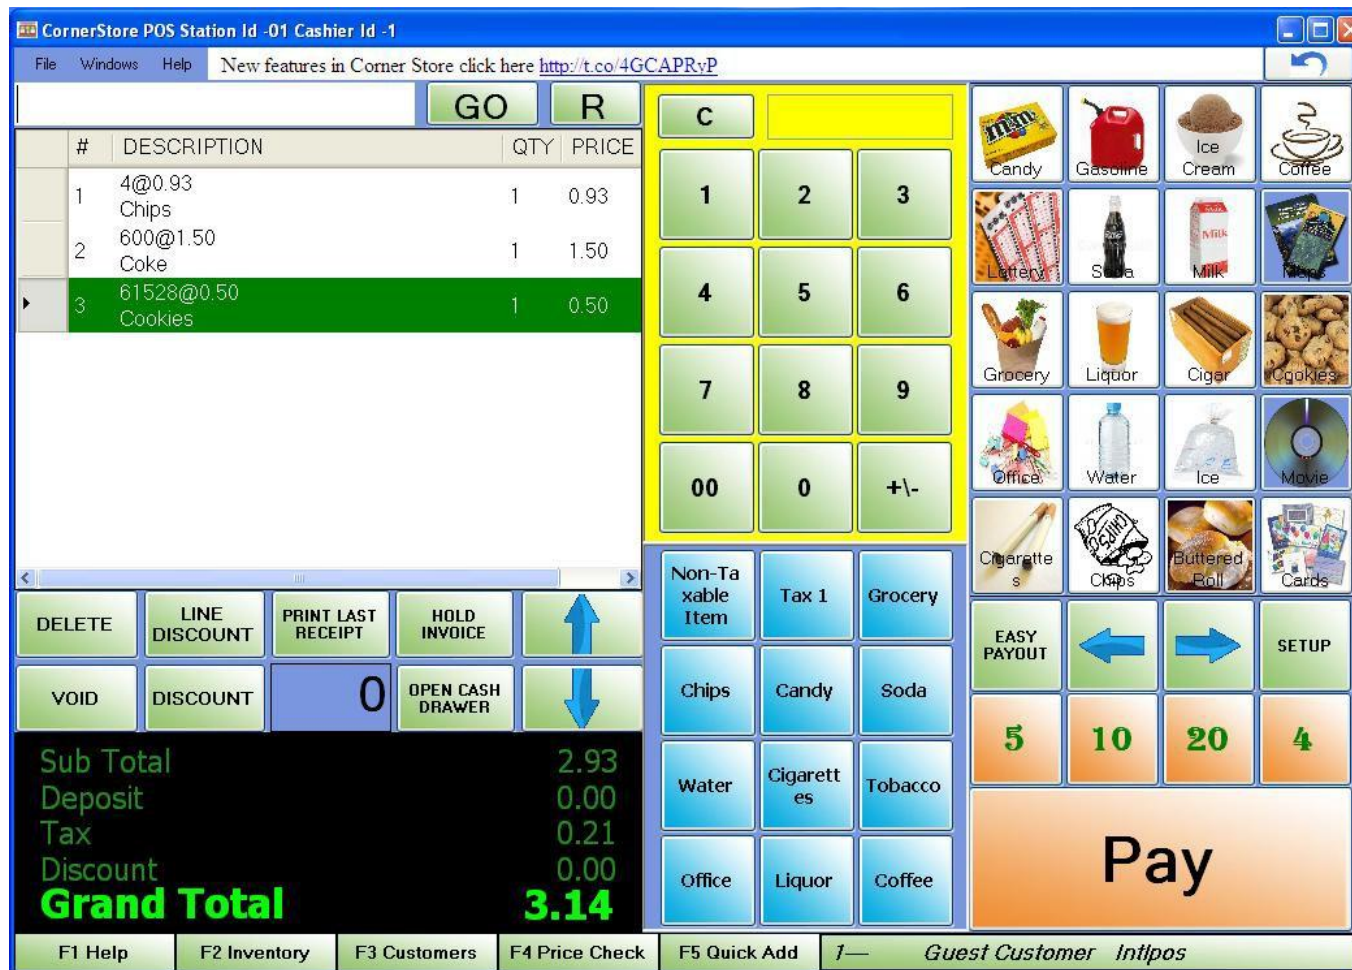 CornerStore POS Station Id -01 Cashier Id -1
File Windows Help New features in Corner Store click here http://t.co/4GCAPRyP
GO R
# DESCRIPTION QTY PRICE
1 4@0.93 1 0.93
Chips
2 600@1.50 1 1.50
Coke
3 61528@0.50 1 0.50
Cookies
DELETE
LINE
DISCOUNT
PRINT LAST
RECEIPT
HOLD
INVOICE
VOID
DISCOUNT
0
OPEN CASH
DRAWER
Sub Total 2.93
Deposit 0.00
Tax 0.21
Discount 0.00
Grand Total 3.14
C
1 2 3
4 5 6
7 8 9
00 0 +\-
Non-Ta
xable
Item
Tax 1
Grocery
Chips
Candy
Soda
Water
Cigarett
es
Tobacco
Office
Liquor
Coffee
m&m's
Candy
Gasoline
Ice
Cream
Coffee
Lottery
Soda
Milk
Milk
Maps
Grocery
Liquor
Cigar
Cookies
Office
Water
ICE
Ice
Movie
Cigarette
s
CHIPS
Chips
Buttered
Roll
Cards
EASY
PAYOUT
SETUP
5 10 20 4
Pay
F1 Help F2 Inventory F3 Customers F4 Price Check F5 Quick Add 1— Guest Customer Intlpos